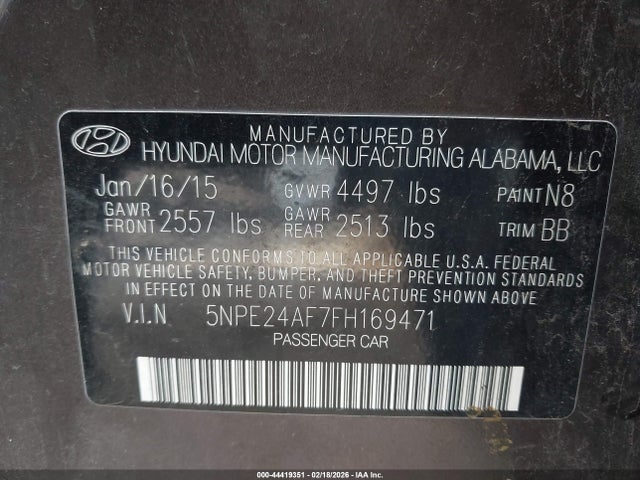 MANUFACTURED BY
HYUNDAI MOTOR MANUFACTURING ALABAMA, LLC
Jan/16/15 GVWR 4497 lbs PAINT N8
GAWR FRONT 2557 lbs GAWR REAR 2513 lbs TRIM BB
THIS VEHICLE CONFORMS TO ALL APPLICABLE U.S.A. FEDERAL
MOTOR VEHICLE SAFETY, BUMPER, AND THEFT PREVENTION STANDARDS
IN EFFECT ON THE DATE OF MANUFACTURE SHOWN ABOVE.
V.I.N 5NPE24AF7FH169471
PASSENGER CAR
000-44419351 - 02/18/2026 - IAA Inc.